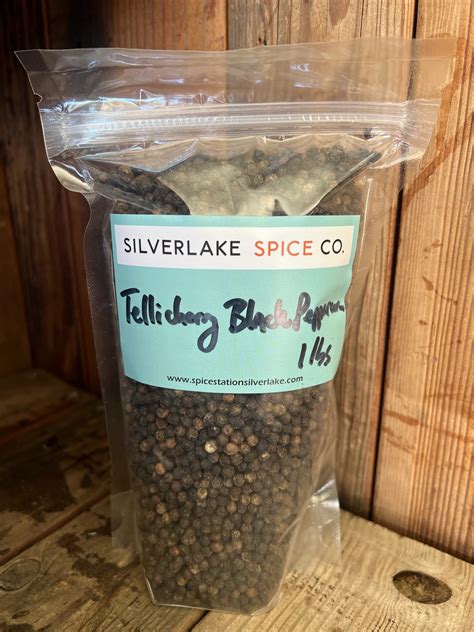 SILVERLAKE SPICE CO.
Tellicherry Black Peppercorn
1 lbs
www.spicestationsilverlake.com